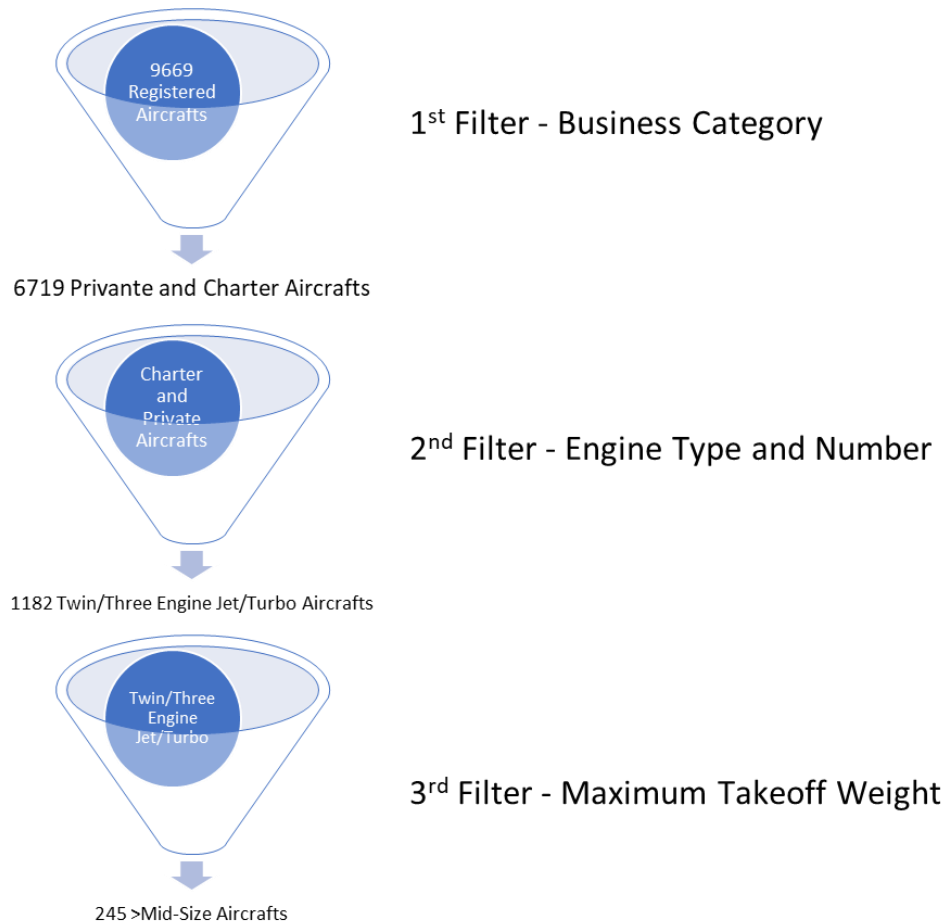 9669
Registered
Aircrafts
1st Filter - Business Category
6719 Privante and Charter Aircrafts
Charter
and
Private
Aircrafts
2nd Filter - Engine Type and Number
1182 Twin/Three Engine Jet/Turbo Aircrafts
Twin/Three
Engine
Jet/Turbo
3rd Filter - Maximum Takeoff Weight
245 >Mid-Size Aircrafts